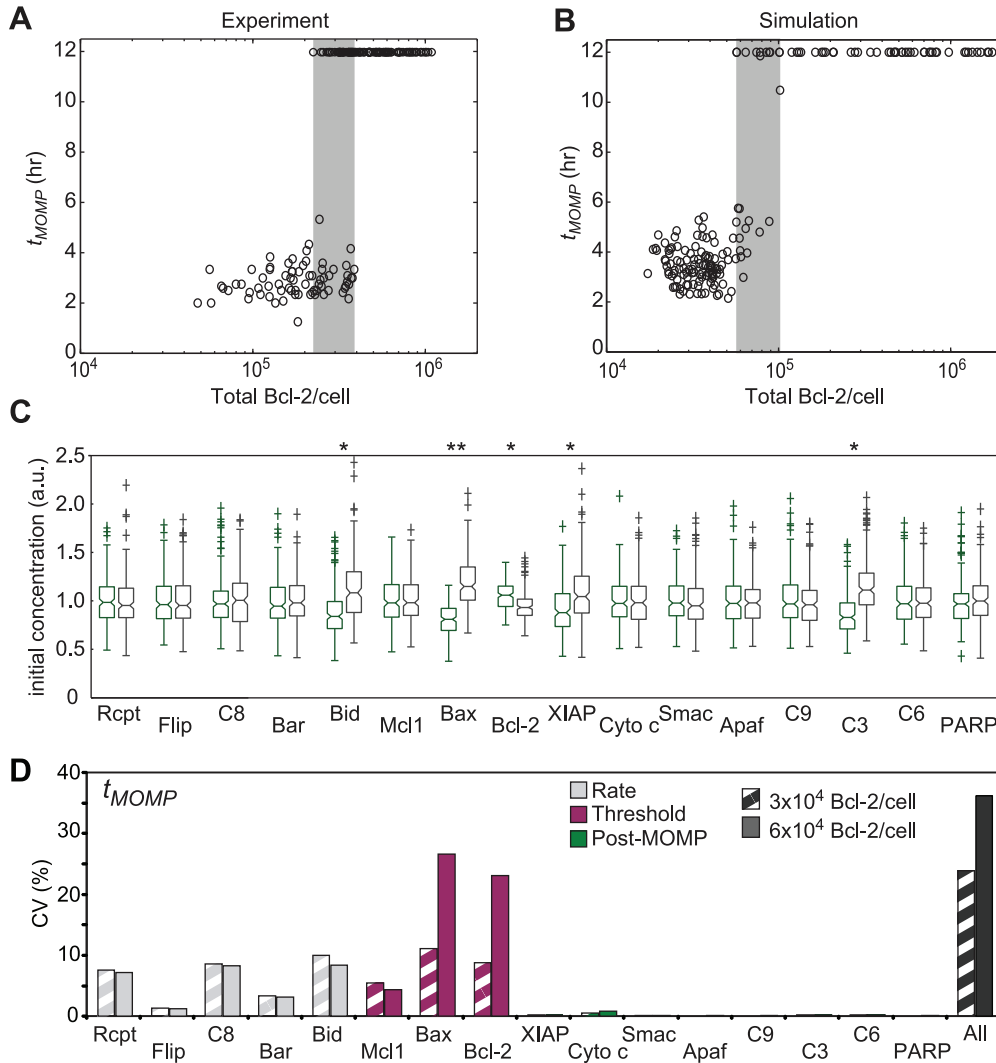 A
Experiment
12
10
8
6
4
2
0
t_MOMP (hr)
10^4
10^5
10^6
Total Bcl-2/cell
B
Simulation
12
10
8
6
4
2
0
t_MOMP (hr)
10^4
10^5
10^6
Total Bcl-2/cell
C
* ** * * *
2.5
2.0
1.5
1.0
0.5
0
initial concentration (a.u.)
Rcpt Flip C8 Bar Bid Mcl1 Bax Bcl-2 XIAP Cyto c Smac Apaf C9 C3 C6 PARP
D
t_MOMP
40
30
20
10
0
CV (%)
Rate
Threshold
Post-MOMP
3x10^4 Bcl-2/cell
6x10^4 Bcl-2/cell
Rcpt Flip C8 Bar Bid Mcl1 Bax Bcl-2 XIAP Cyto c Smac Apaf C9 C3 C6 PARP All